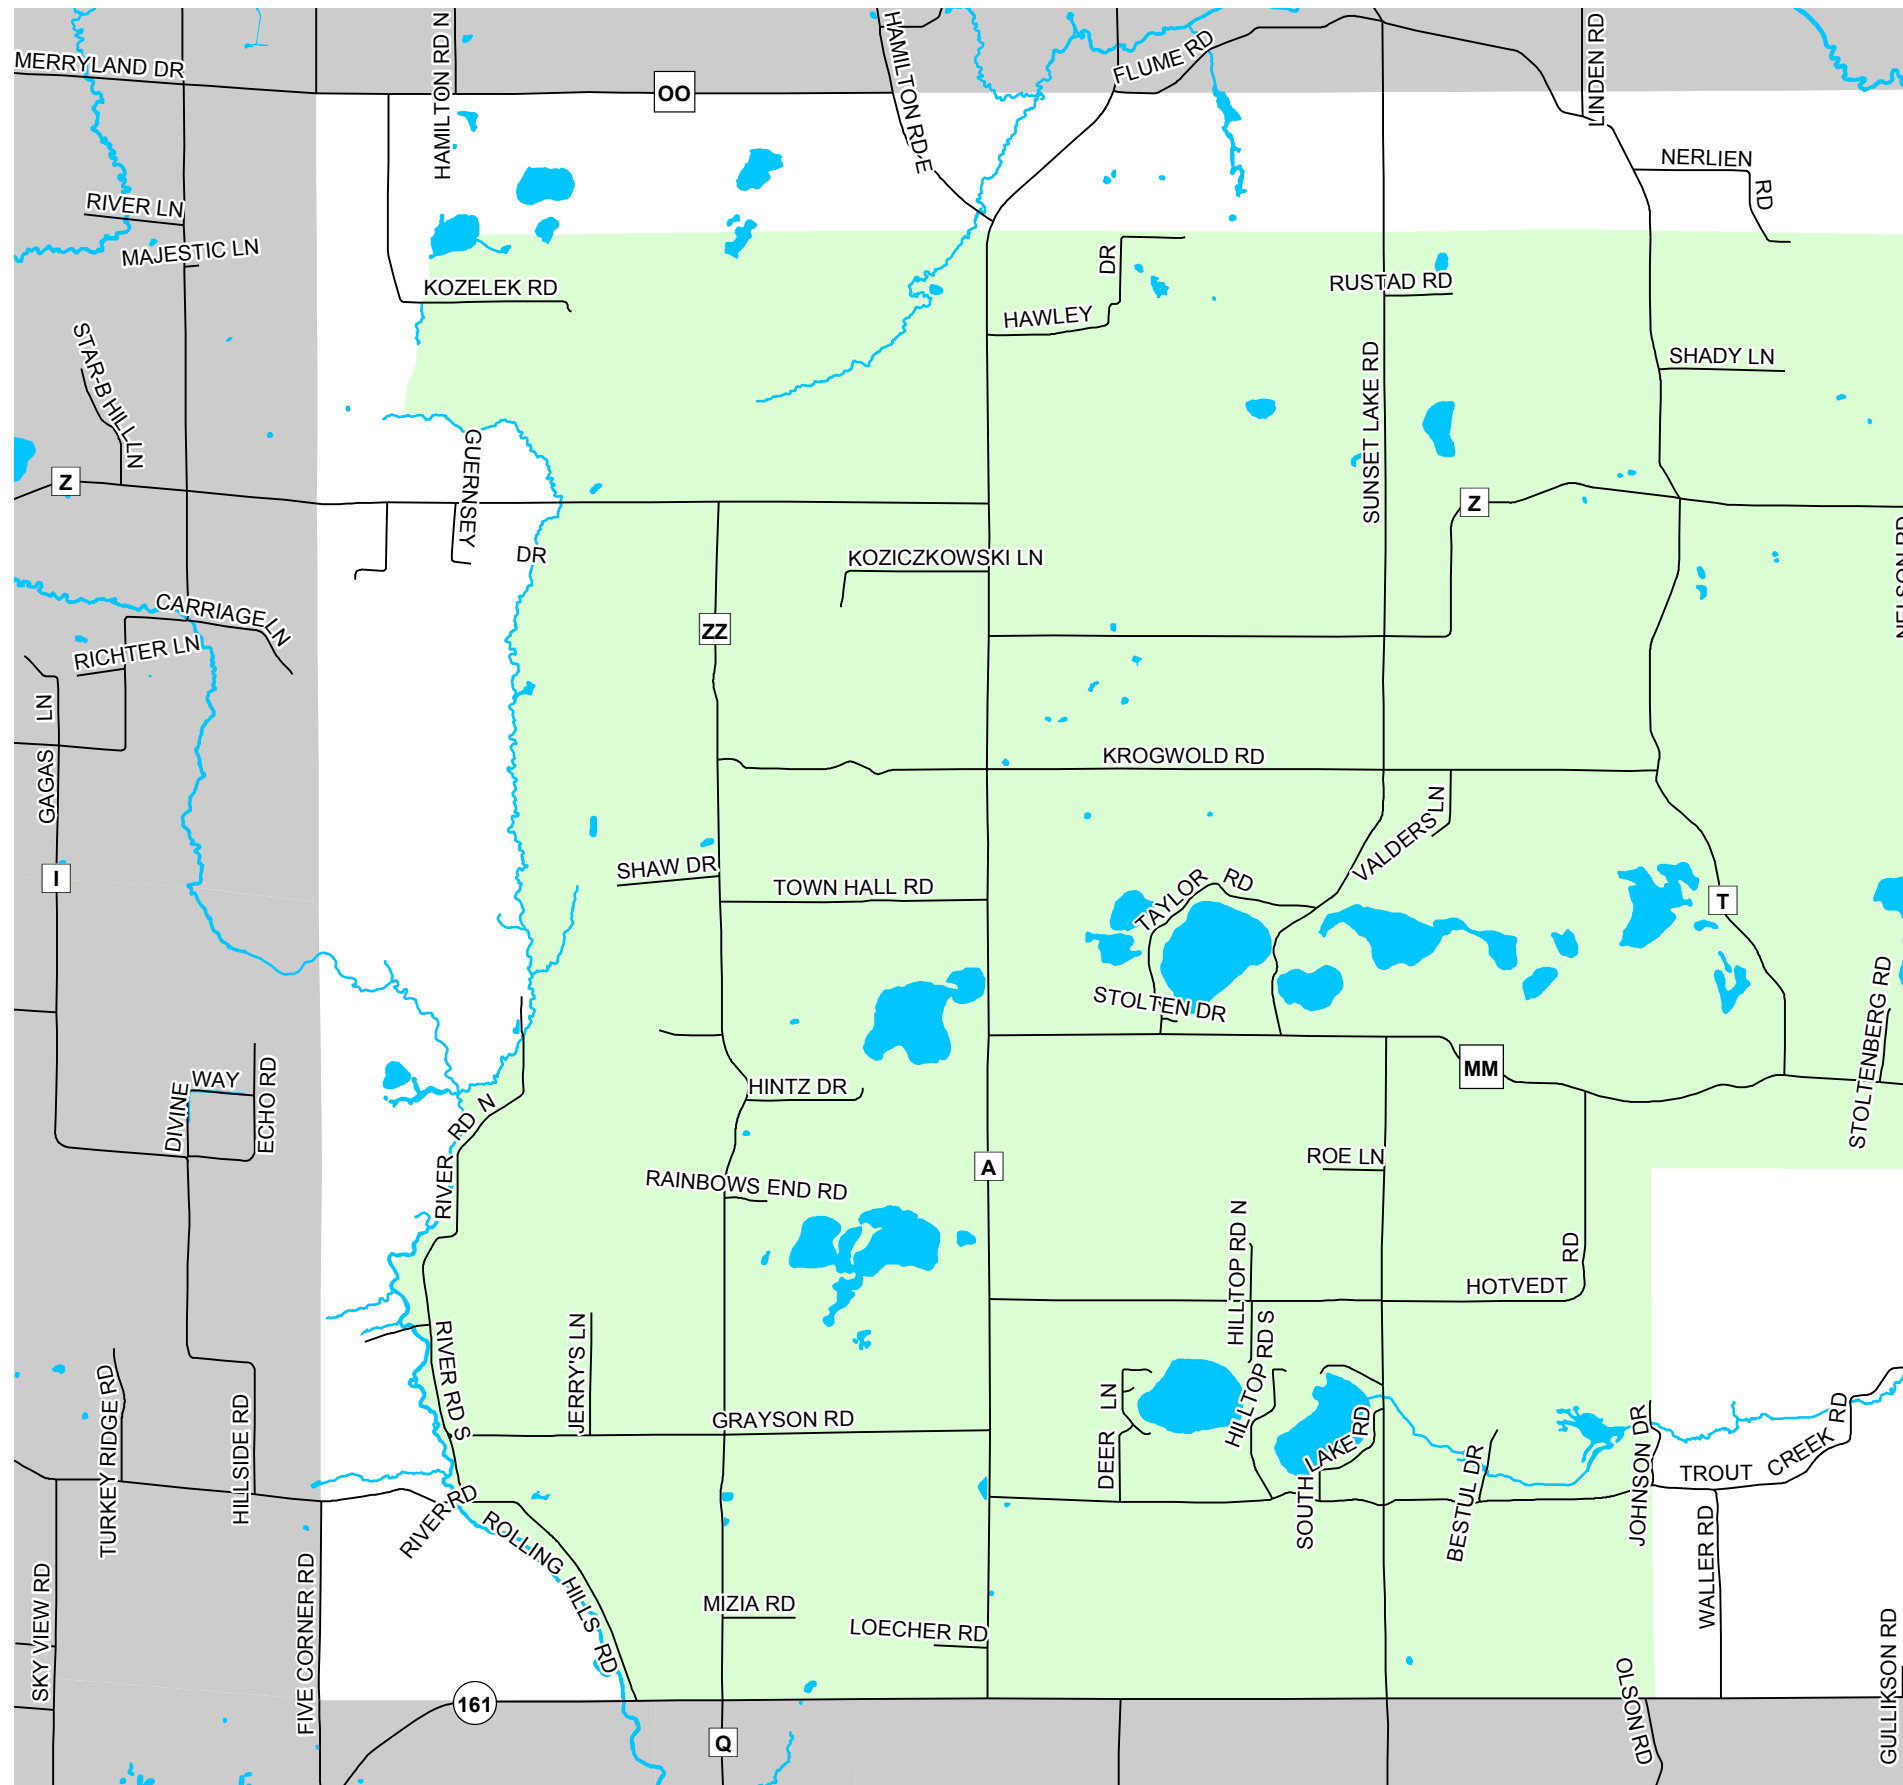 HAMILTON RD N
HAMILTON RD E
FLUME RD
LINDEN RD
MERRYLAND DR
OO
NERLIEN
RD
RIVER LN
MAJESTIC LN
KOZELEK RD
DR
HAWLEY
RUSTAD RD
STAR-B HILL LN
SUNSET LAKE RD
SHADY LN
GUERNSEY
DR
Z
Z
KOZICZKOWSKI LN
NELSON RD
CARRIAGE LN
RICHTER LN
ZZ
LN
GAGAS
KROGWOLD RD
VALDERS LN
I
SHAW DR
TOWN HALL RD
TAYLOR RD
T
STOLTEN DR
STOLTENBERG RD
MM
DIVINE
WAY
ECHO RD
HINTZ DR
RIVER
RD N
A
ROE LN
RAINBOWS END RD
HILLTOP RD N
RD
HOTVEDT
RIVER RD S
JERRY'S LN
HILLTOP RD S
TURKEY RIDGE RD
HILLSIDE RD
GRAYSON RD
DEER LN
SOUTH
LAKE RD
BESTUL DR
JOHNSON DR
TROUT CREEK RD
RIVER RD
ROLLING HILLS RD
SKY VIEW RD
FIVE CORNER RD
MIZIA RD
LOECHER RD
WALLER RD
OLSON RD
GULLIKSON RD
161
Q